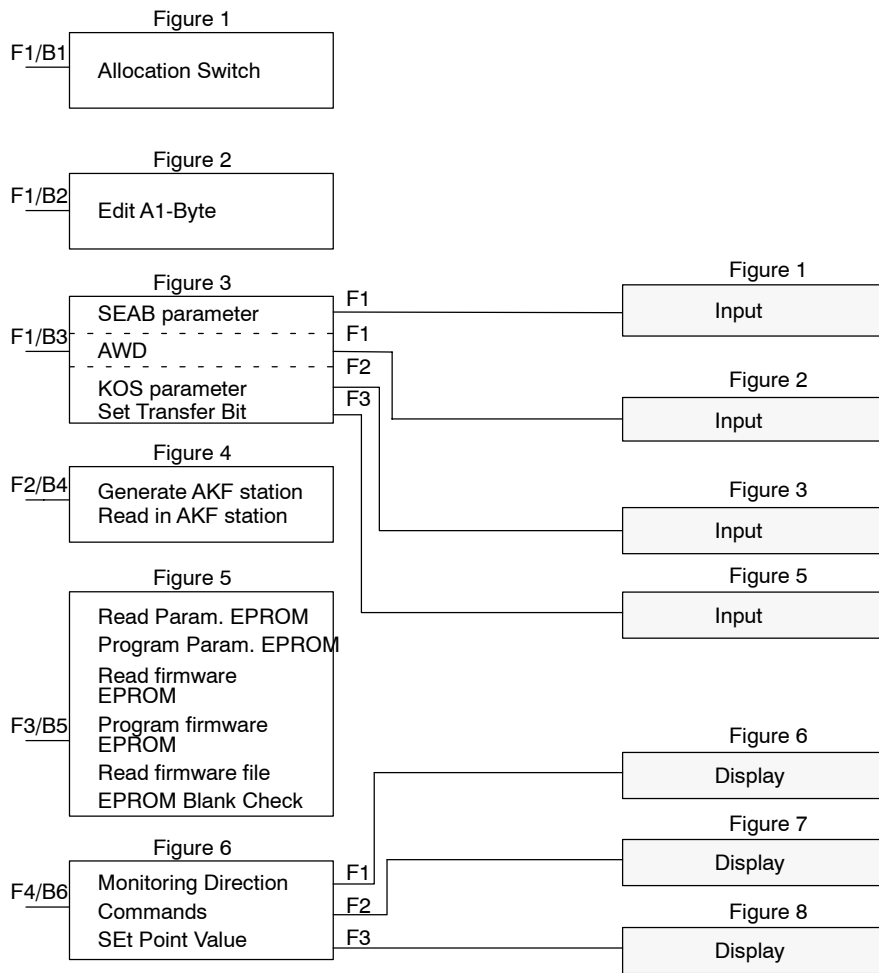 Figure 1
F1/B1
Allocation Switch
Figure 2
F1/B2
Edit A1-Byte
Figure 3
F1/B3
SEAB parameter
AWD
KOS parameter
Set Transfer Bit
F1
F1
F2
F3
Figure 1
Input
Figure 2
Input
Figure 3
Input
Figure 5
Input
Figure 4
F2/B4
Generate AKF station
Read in AKF station
Figure 5
F3/B5
Read Param. EPROM
Program Param. EPROM
Read firmware
EPROM
Program firmware
EPROM
Read firmware file
EPROM Blank Check
Figure 6
F4/B6
Monitoring Direction
Commands
SEt Point Value
F1
F2
F3
Figure 6
Display
Figure 7
Display
Figure 8
Display